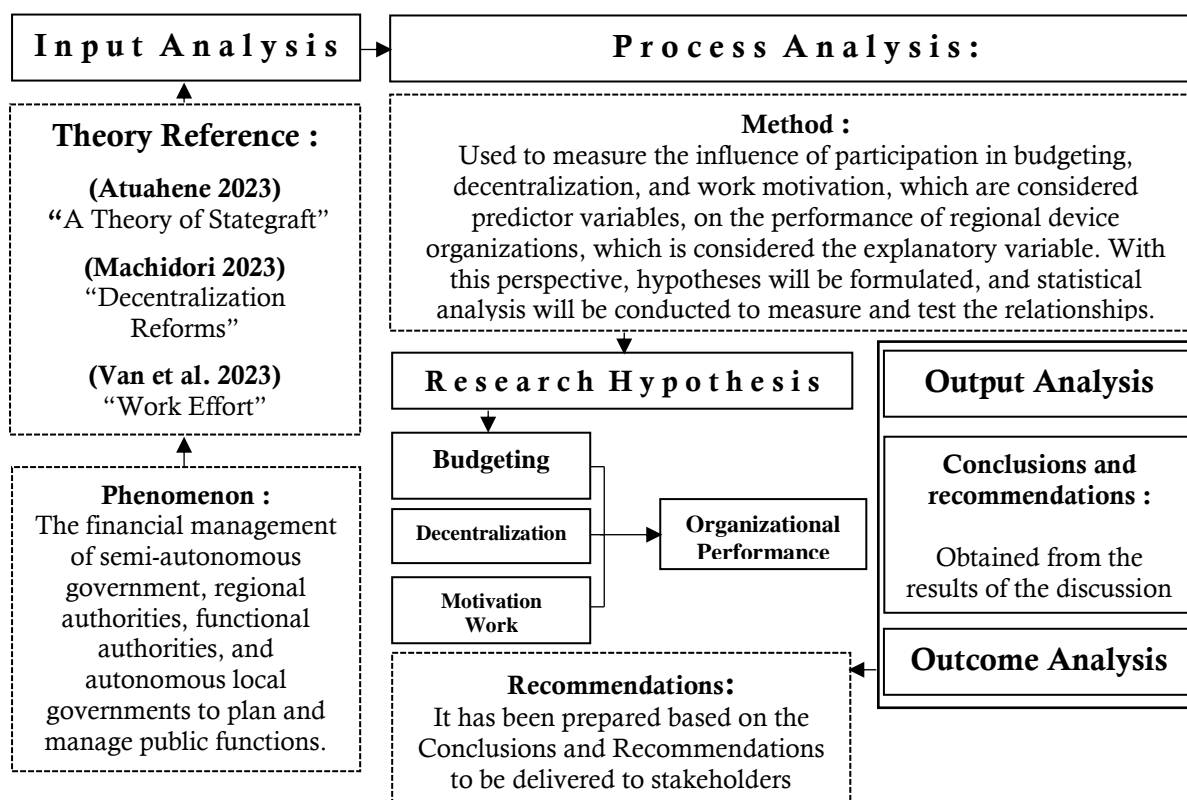 Input Analysis
Process Analysis:
Theory Reference :
(Atuahene 2023)
“A Theory of Stategraft”
(Machidori 2023)
“Decentralization
Reforms”
(Van et al. 2023)
“Work Effort”
Phenomenon :
The financial management
of semi-autonomous
government, regional
authorities, functional
authorities, and
autonomous local
governments to plan and
manage public functions.
Method :
Used to measure the influence of participation in budgeting,
decentralization, and work motivation, which are considered
predictor variables, on the performance of regional device
organizations, which is considered the explanatory variable. With
this perspective, hypotheses will be formulated, and statistical
analysis will be conducted to measure and test the relationships.
Research Hypothesis
Budgeting
Decentralization
Motivation
Work
Organizational
Performance
Output Analysis
Conclusions and
recommendations :
Obtained from the
results of the discussion
Outcome Analysis
Recommendations:
It has been prepared based on the
Conclusions and Recommendations
to be delivered to stakeholders